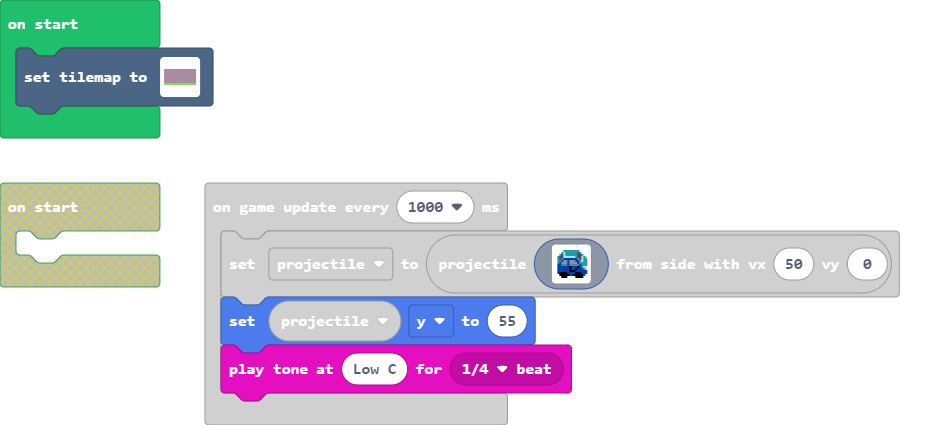 on start
set tilemap to
on start
on game update every 1000 ms
set projectile to projectile from side with vx 50 vy 0
set projectile y to 55
play tone at Low C for 1/4 beat